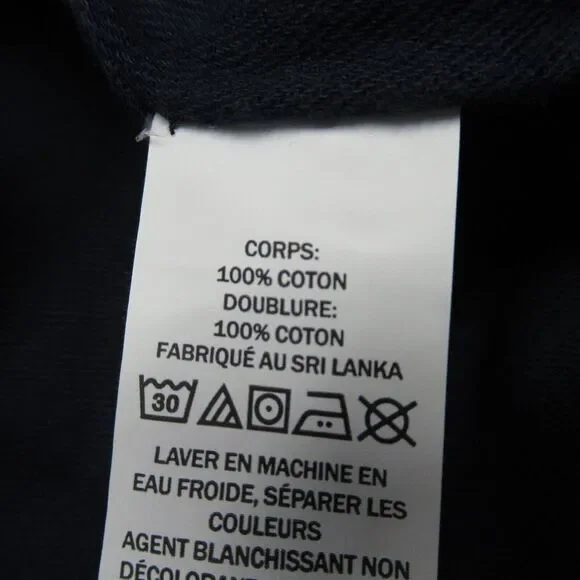 CORPS:
100% COTON
DOUBLURE:
100% COTON
FABRIQUÉ AU SRI LANKA
30
LAVER EN MACHINE EN
EAU FROIDE, SÉPARER LES
COULEURS
AGENT BLANCHISSANT NON